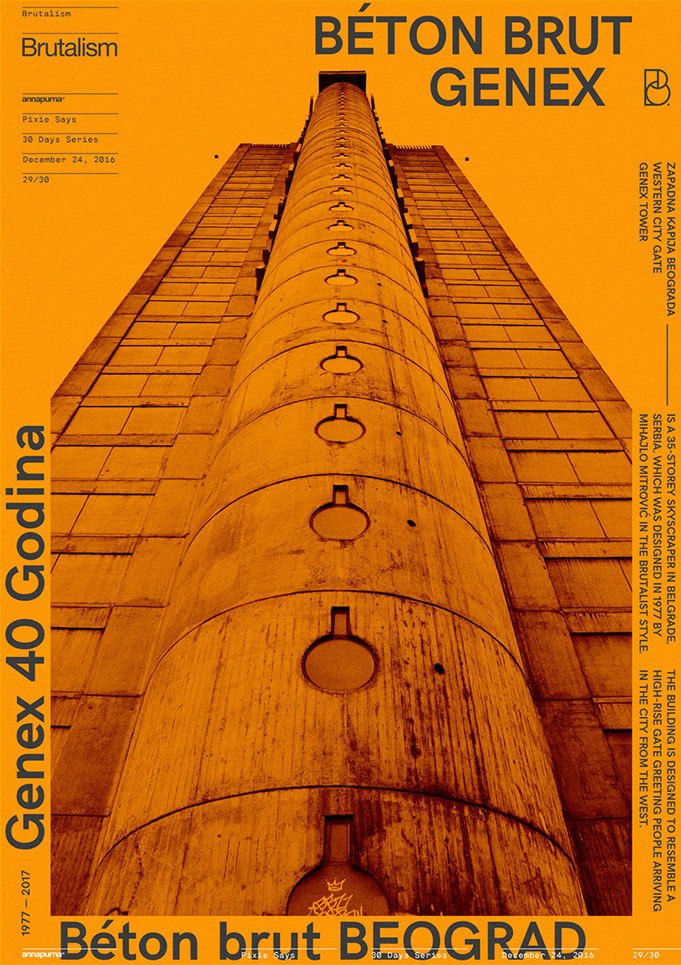 Brutalism
Brutalism
annapurna
Pixie Says
30 Days Series
December 24, 2016
29/30
BÉTON BRUT
GENEX
ZAPADNA KAPIJA BEOGRADA
WESTERN CITY GATE
GENEX TOWER
IS A 35-STOREY SKYSCRAPER IN BELGRADE,
SERBIA, WHICH WAS DESIGNED IN 1977 BY
MIHAJLO MITROVIĆ IN THE BRUTALIST STYLE.
THE BUILDING IS DESIGNED TO RESEMBLE A
HIGH-RISE GATE GREETING PEOPLE ARRIVING
IN THE CITY FROM THE WEST.
Genex 40 Godina
1977 — 2017
Béton brut BEOGRAD
annapurna
Pixie Says
30 Days Series
December 24, 2016
29/30